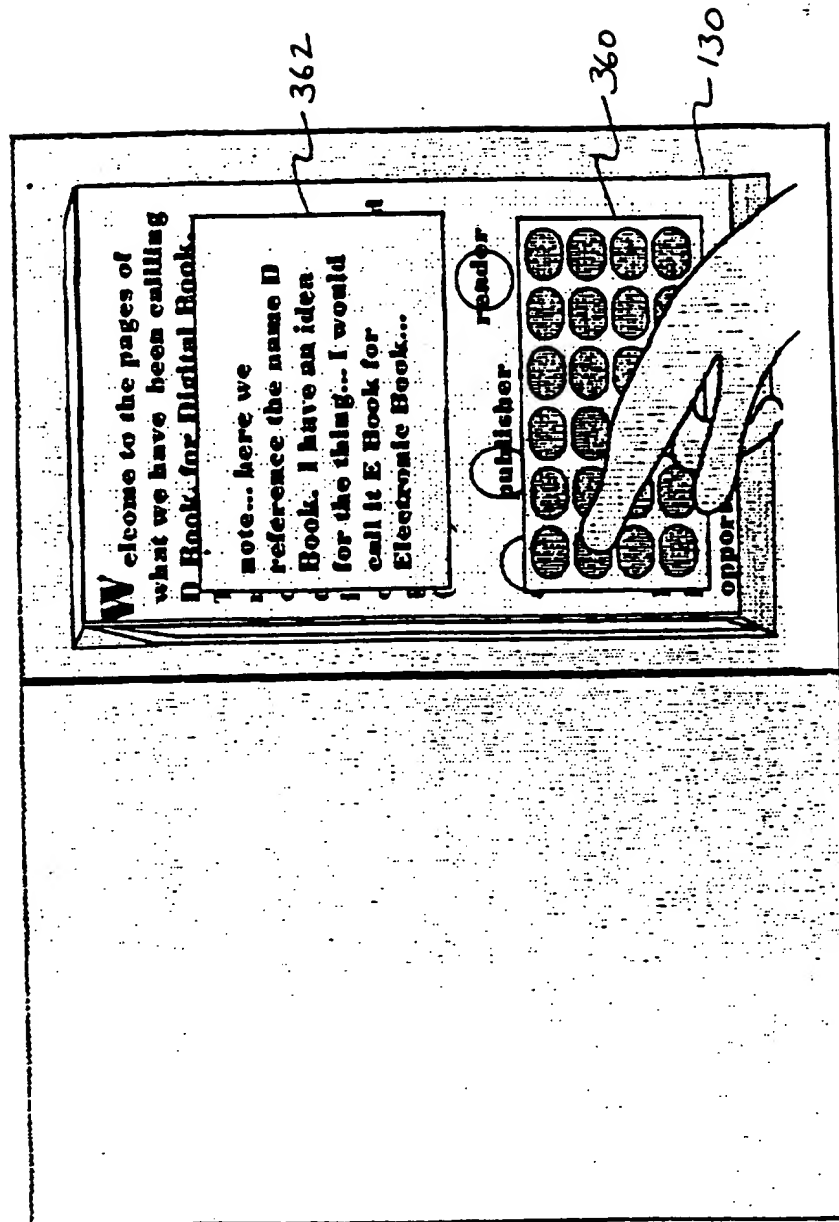 Welcome to the pages of
what we have been callling
D Book, for Digital Book.
note... here we
reference the name D
Book. I have an idea
for the thing... I would
call it E Book for
Electronic Book...
publisher
reader
oppor
362
360
130